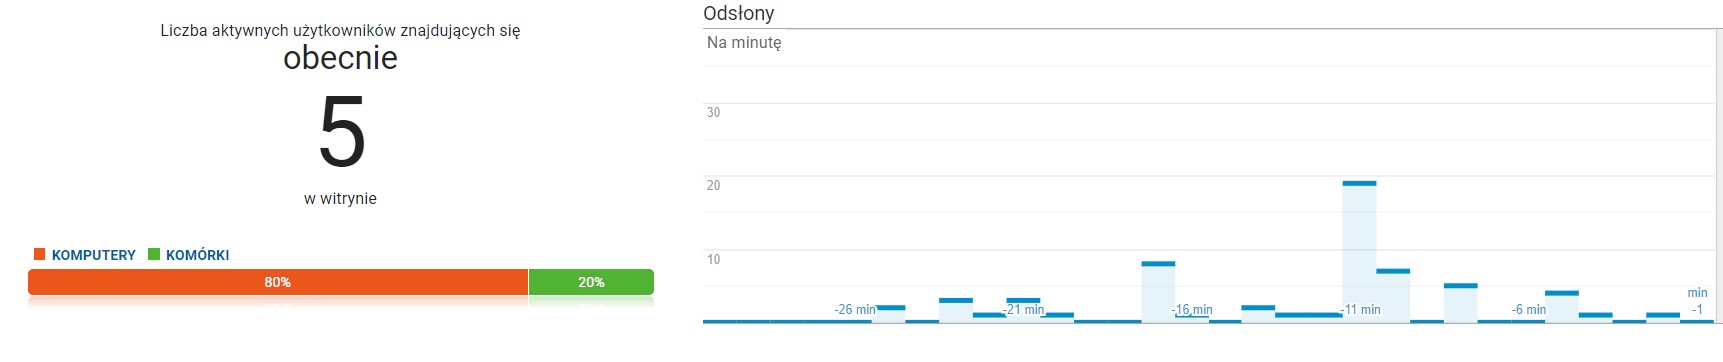 Liczba aktywnych użytkowników znajdujących się
obecnie
5
w witrynie
KOMPUTERY KOMÓRKI
80% 20%
Odsłony
Na minutę
30
20
10
-26 min -21 min -16 min -11 min -6 min
min
-1